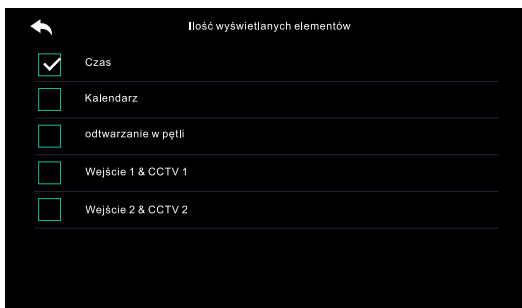 Ilość wyświetlanych elementów
Czas
Kalendarz
odtwarzanie w pętli
Wejście 1 & CCTV 1
Wejście 2 & CCTV 2